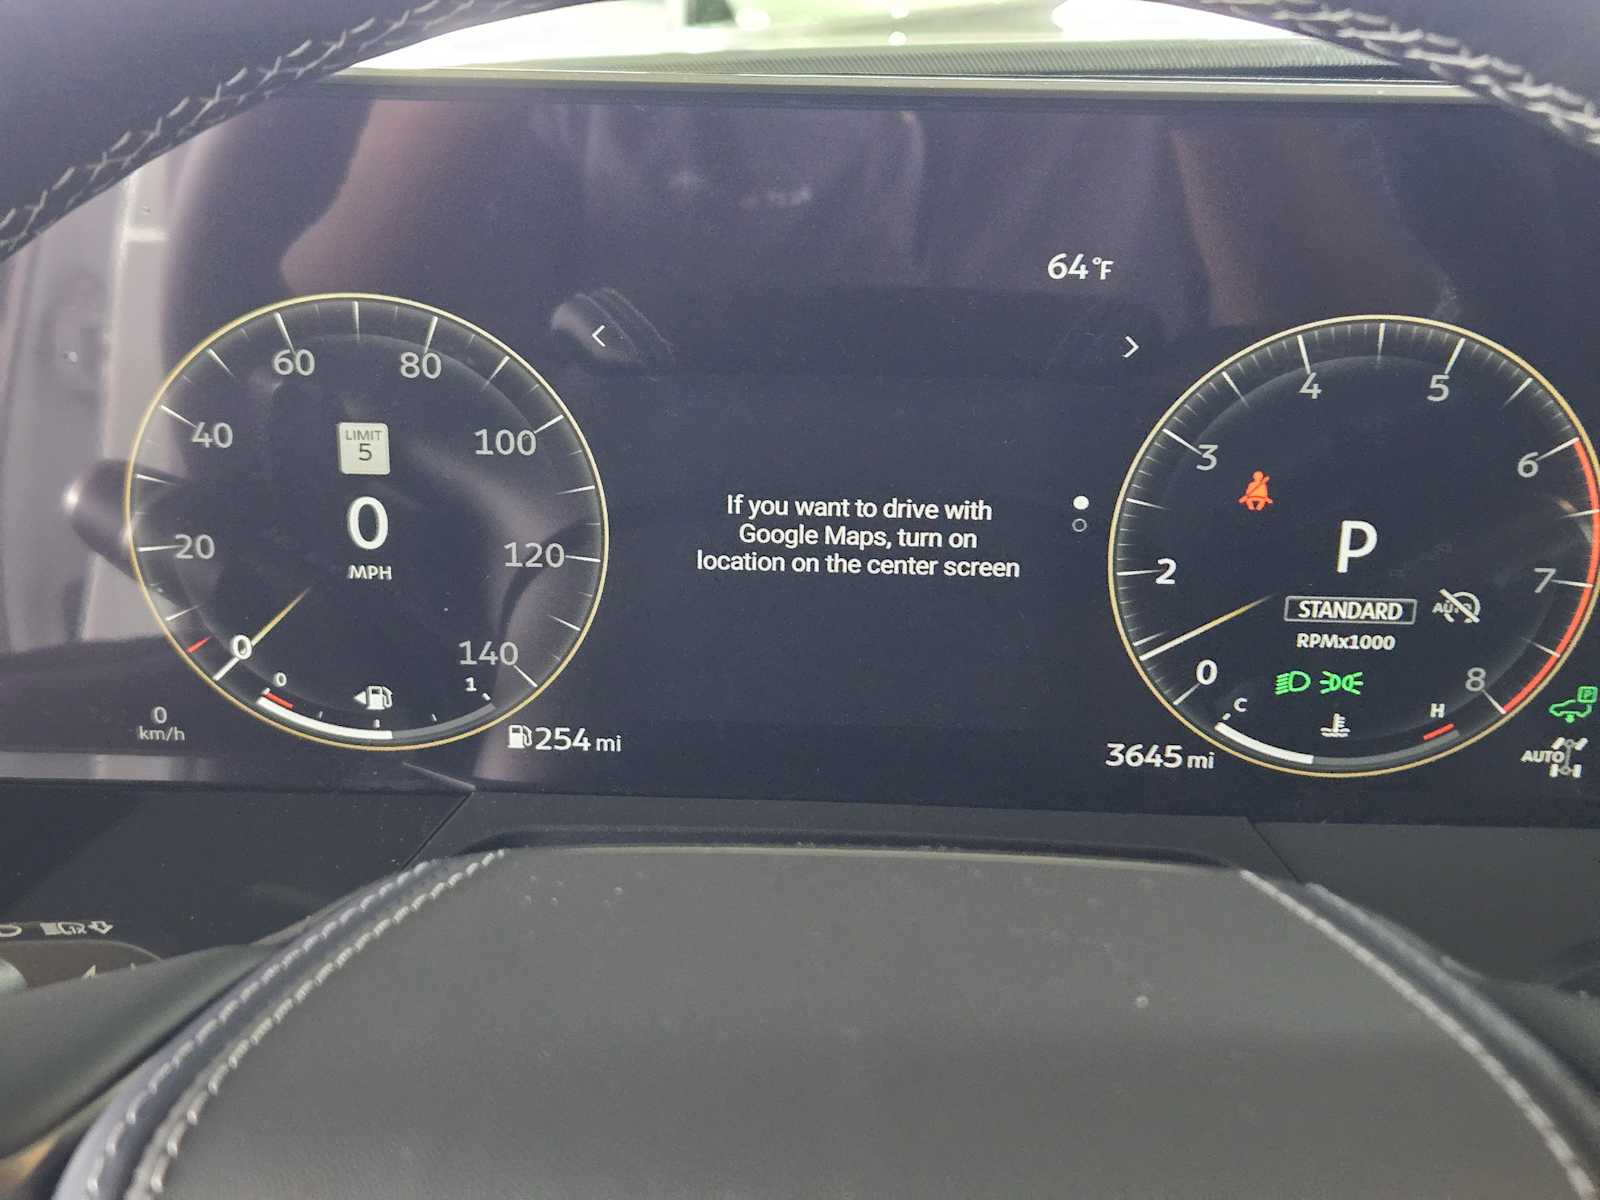 64°F
60
80
40
100
20
120
0
140
LIMIT
5
0
MPH
0
1
0
km/h
254 mi
If you want to drive with
Google Maps, turn on
location on the center screen
4
5
3
6
2
7
0
8
P
STANDARD
AUTO
RPMx1000
C
H
3645 mi
P
AUTO